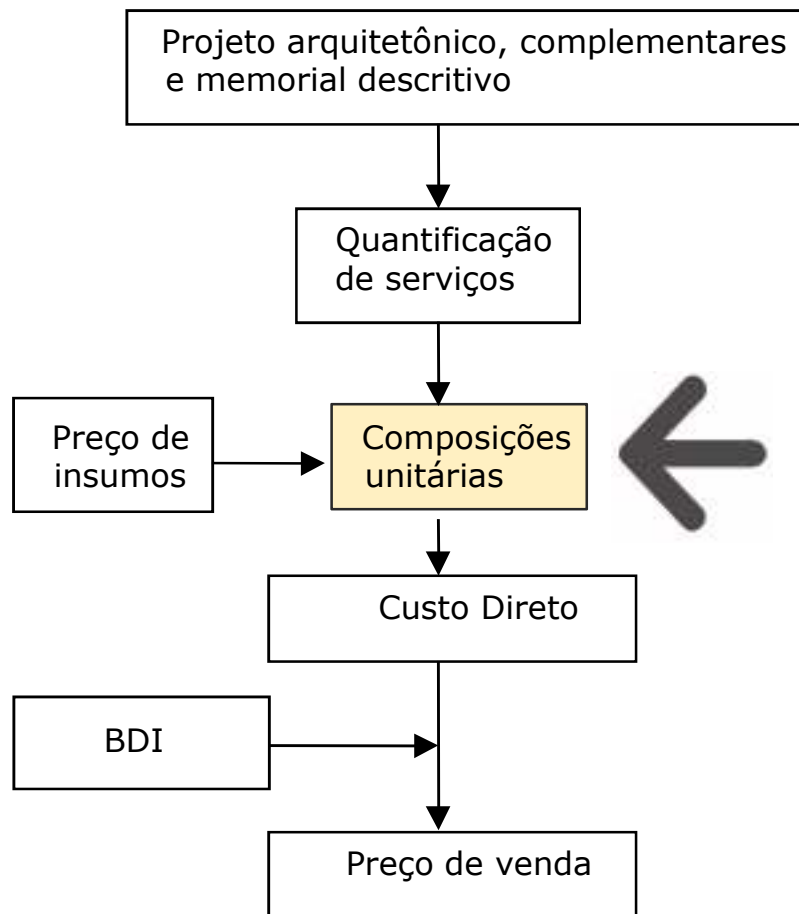 Projeto arquitetônico, complementares
e memorial descritivo
Quantificação
de serviços
Preço de
insumos
Composições
unitárias
Custo Direto
BDI
Preço de venda